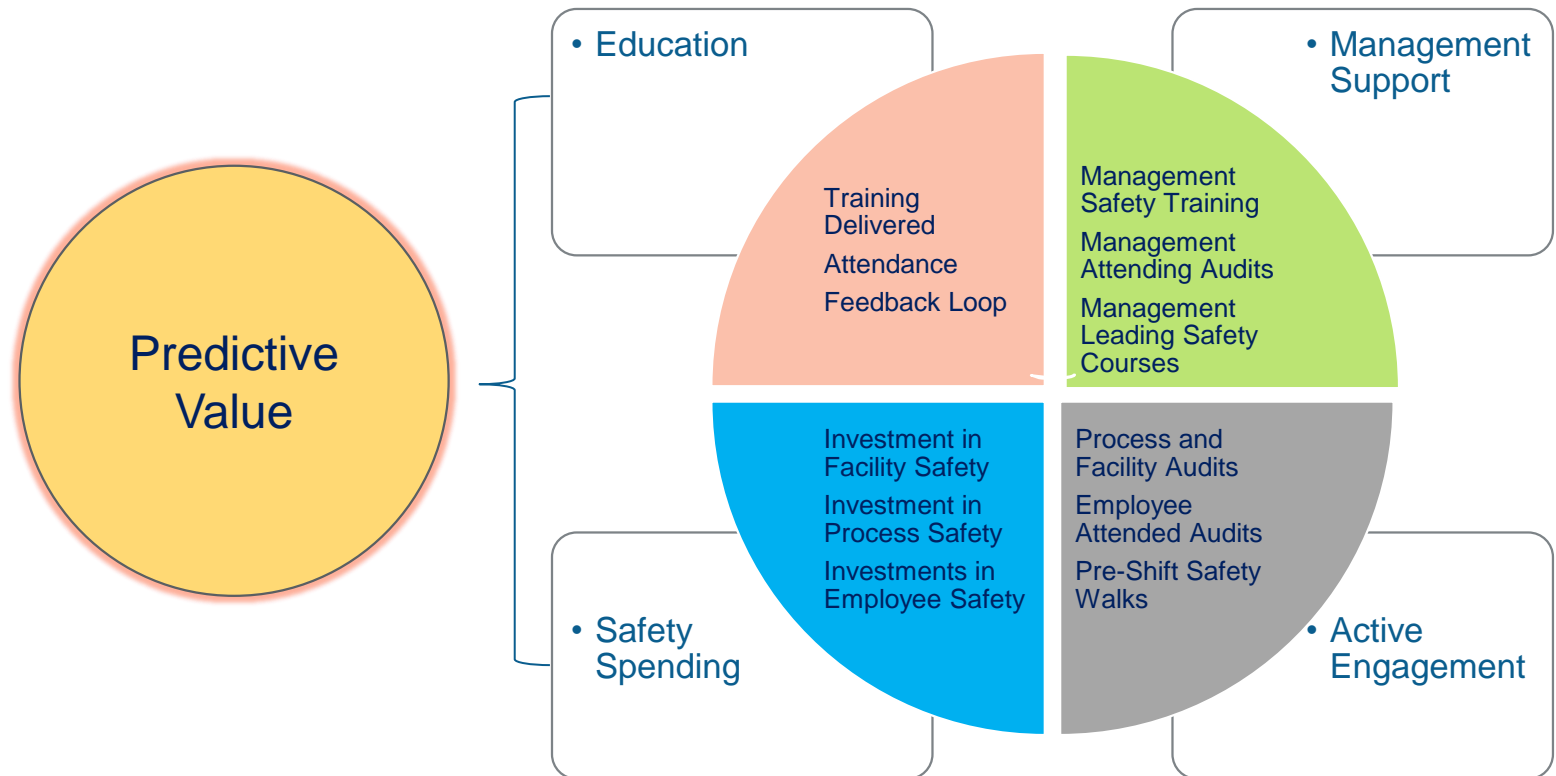 Predictive
Value
• Education
Training
Delivered
Attendance
Feedback Loop
• Management
Support
Management
Safety Training
Management
Attending Audits
Management
Leading Safety
Courses
Investment in
Facility Safety
Investment in
Process Safety
Investments in
Employee Safety
• Safety
Spending
Process and
Facility Audits
Employee
Attended Audits
Pre-Shift Safety
Walks
• Active
Engagement